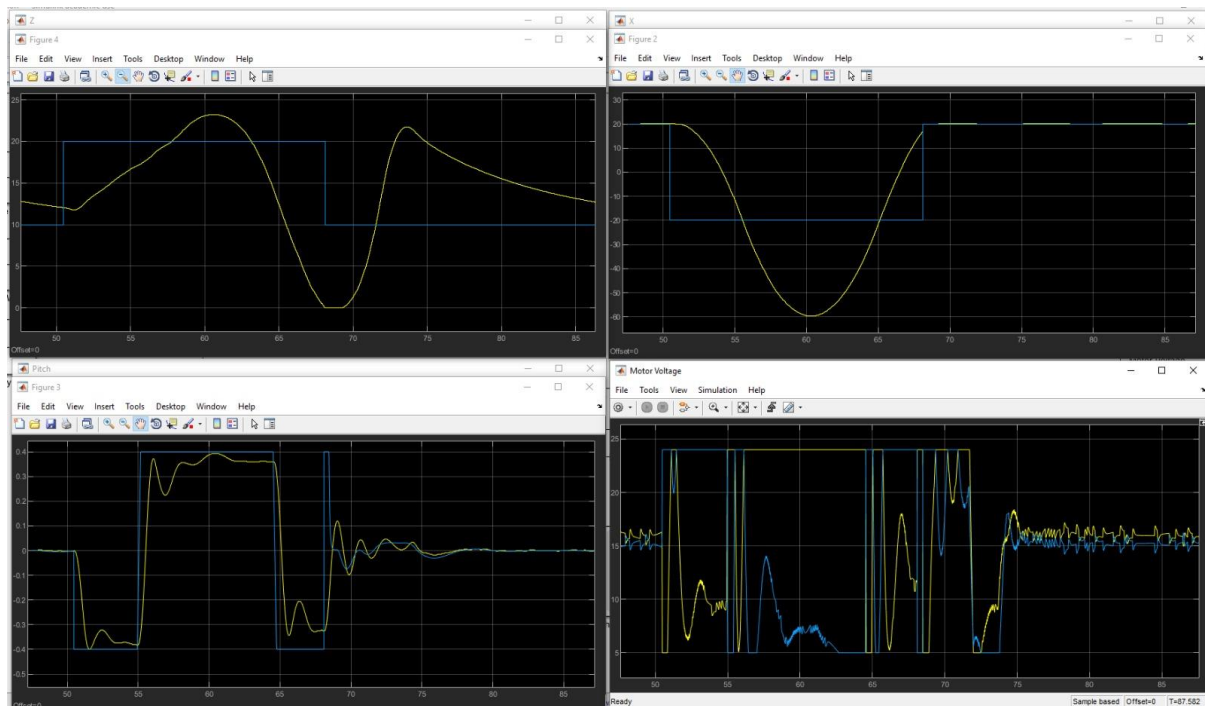 Z
Figure 4
File Edit View Insert Tools Desktop Window Help
25
20
15
10
5
0
50 55 60 65 70 75 80 85
Offset=0
X
Figure 2
File Edit View Insert Tools Desktop Window Help
30
20
10
0
-10
-20
-30
-40
-50
-60
50 55 60 65 70 75 80 85
Offset=0
Pitch
Figure 3
File Edit View Insert Tools Desktop Window Help
0.4
0.3
0.2
0.1
0
-0.1
-0.2
-0.3
-0.4
-0.5
50 55 60 65 70 75 80 85
Offset=0
Motor Voltage
File Tools View Simulation Help
25
20
15
10
5
50 55 60 65 70 75 80 85
Ready Sample based Offset=0 T=87.582